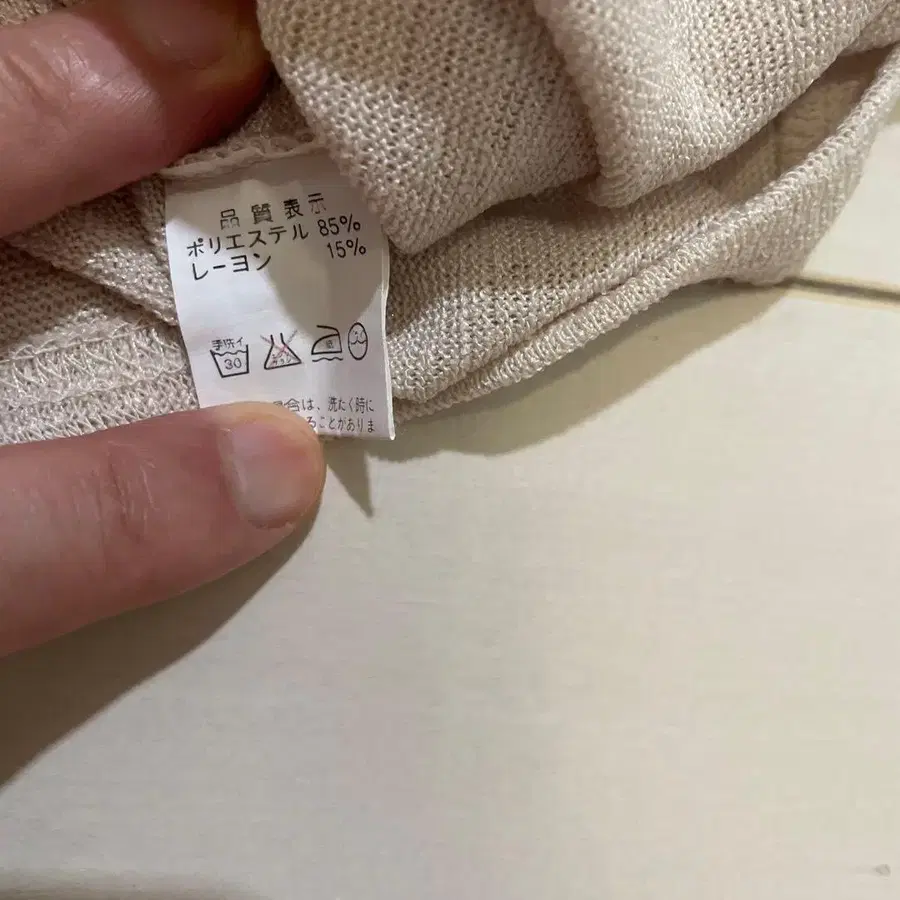 品質表示
ポリエステル 85%
レーヨン 15%
手洗イ
30
合は、洗たく時に
ることがありま